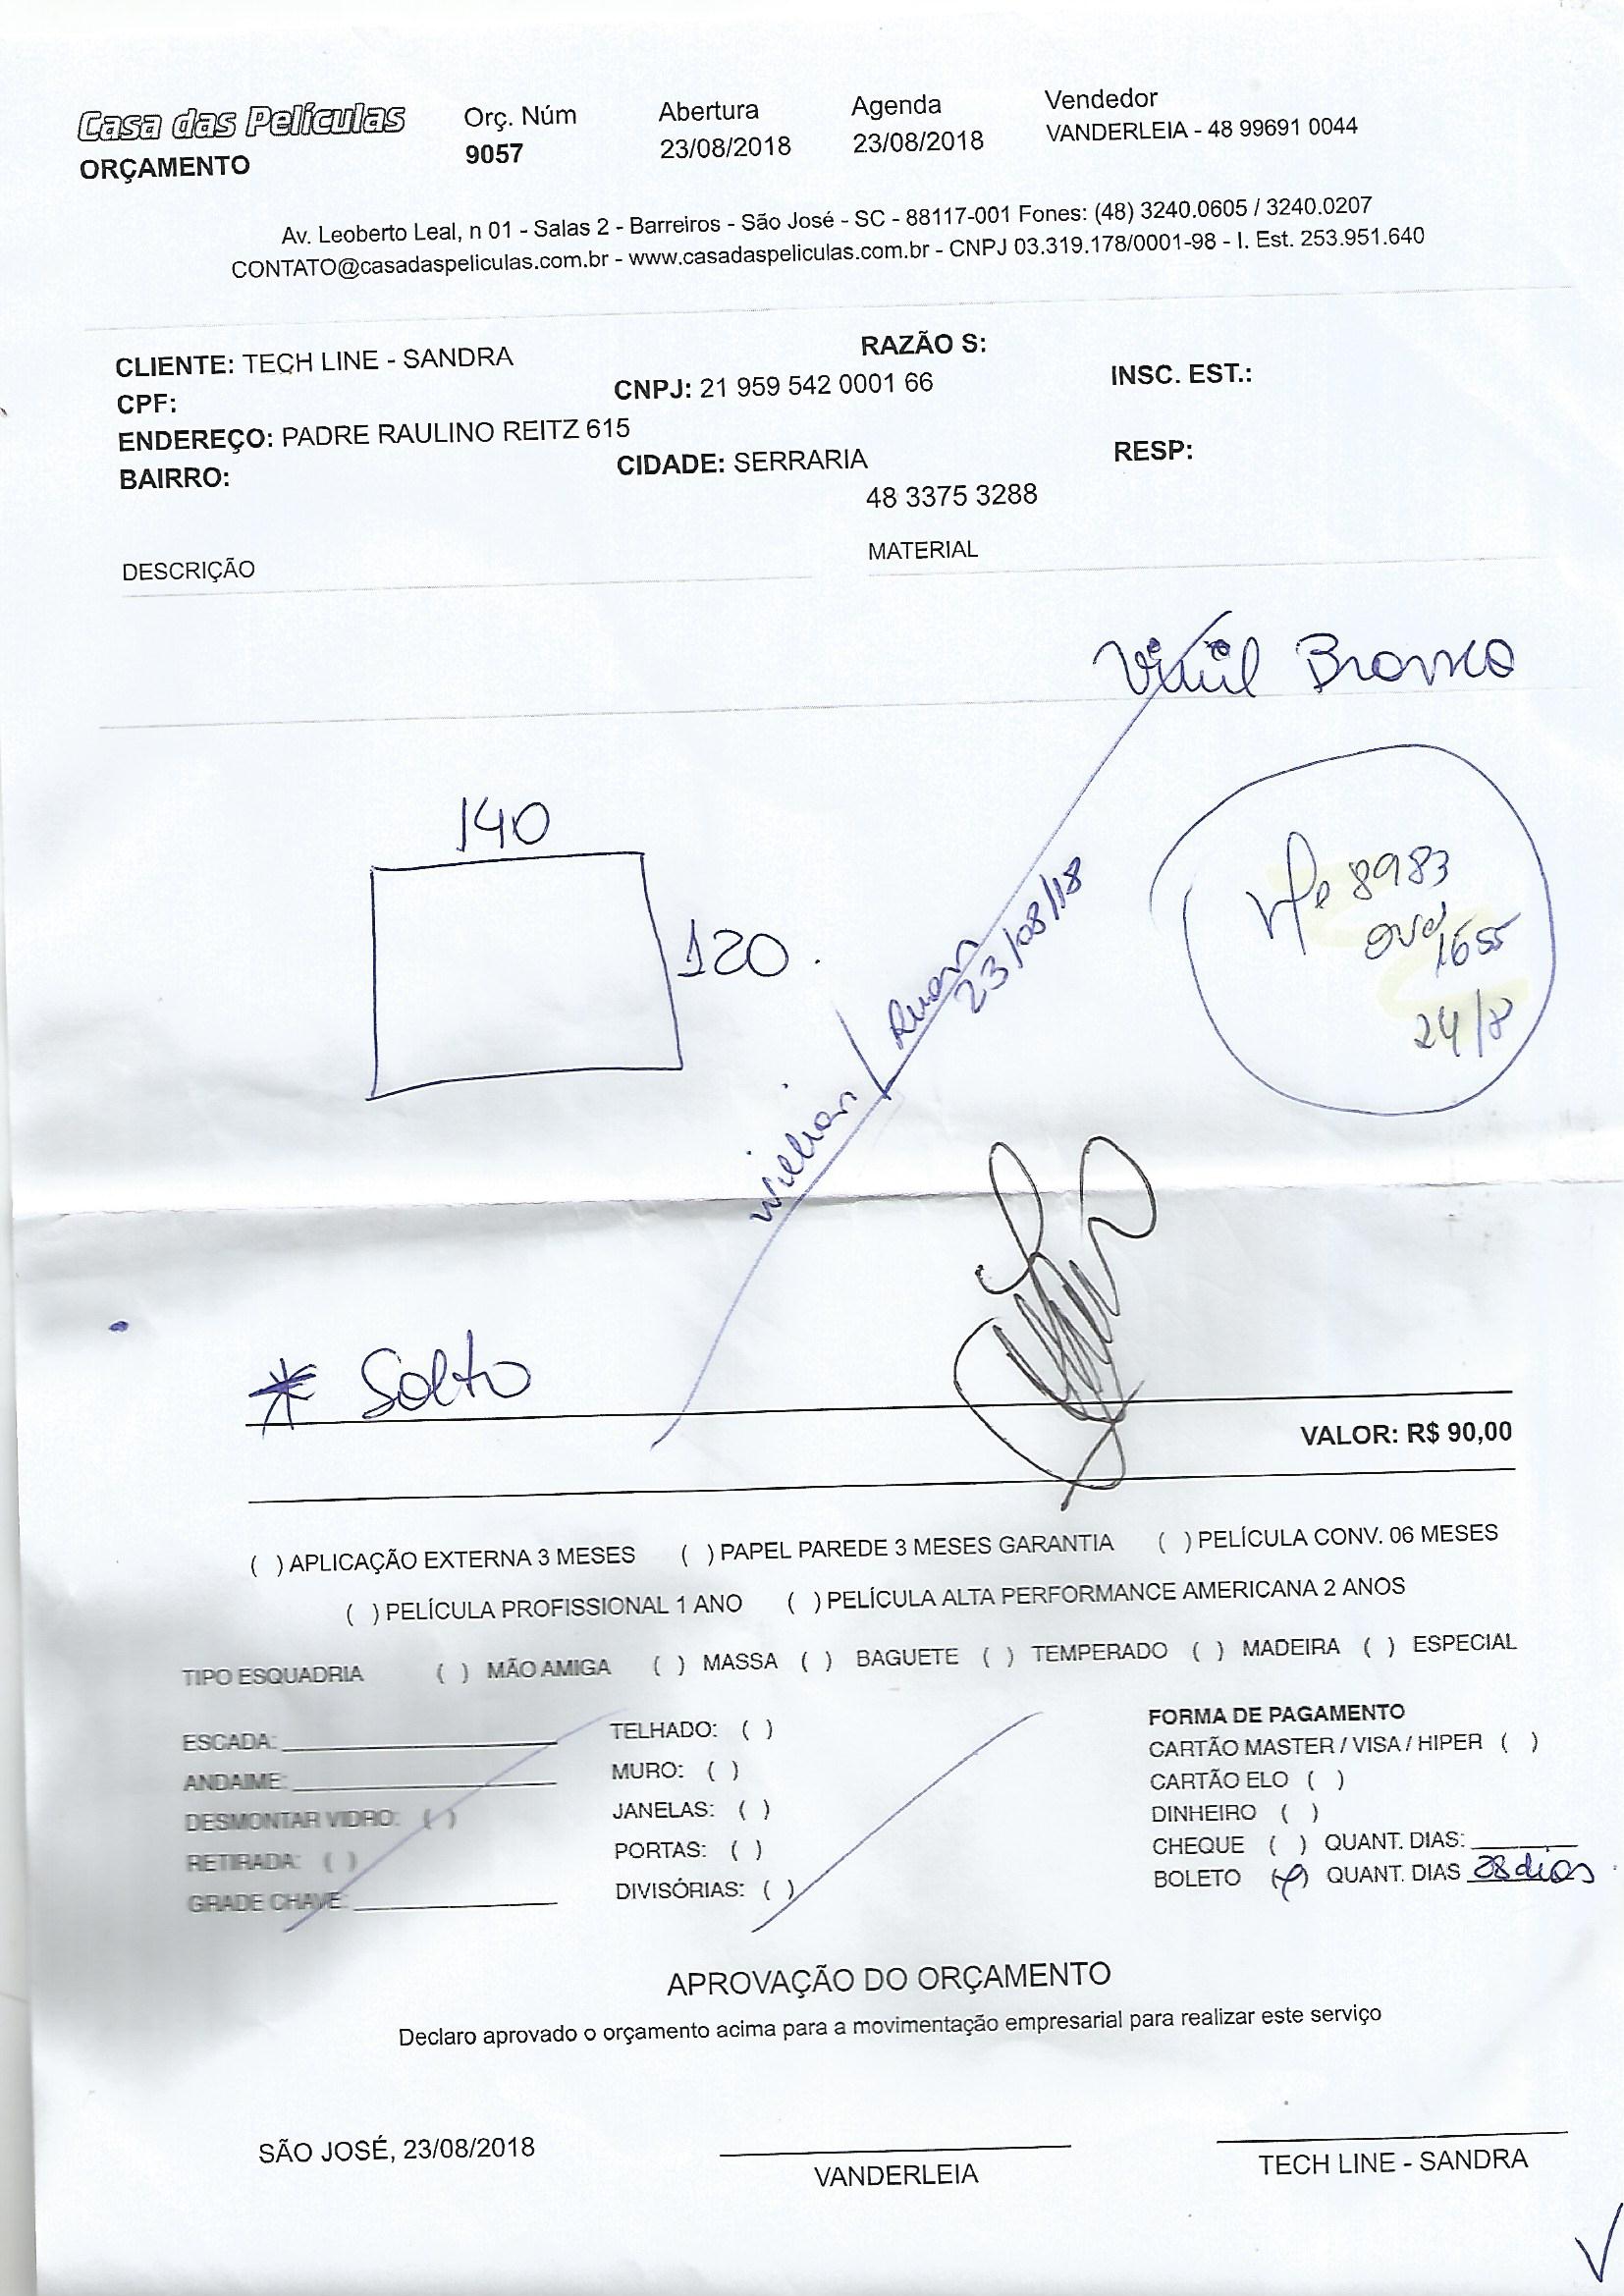 Casa das Películas
ORÇAMENTO
Orç. Núm
9057
Abertura
23/08/2018
Agenda
23/08/2018
Vendedor
VANDERLEIA - 48 99691 0044
Av. Leoberto Leal, n 01 - Salas 2 - Barreiros - São José - SC - 88117-001 Fones: (48) 3240.0605 / 3240.0207
CONTATO@casadaspeliculas.com.br - www.casadaspeliculas.com.br - CNPJ 03.319.178/0001-98 - I. Est. 253.951.640
CLIENTE: TECH LINE - SANDRA
RAZÃO S:
CPF:
CNPJ: 21 959 542 0001 66
INSC. EST.:
ENDEREÇO: PADRE RAULINO REITZ 615
BAIRRO:
CIDADE: SERRARIA
RESP:
48 3375 3288
DESCRIÇÃO
MATERIAL
Vinil Branco
140
120
Willian / Ruan
23/08/18
Nfe 8983
1655
24/8
* Solto
VALOR: R$ 90,00
( ) APLICAÇÃO EXTERNA 3 MESES ( ) PAPEL PAREDE 3 MESES GARANTIA ( ) PELÍCULA CONV. 06 MESES
( ) PELÍCULA PROFISSIONAL 1 ANO ( ) PELÍCULA ALTA PERFORMANCE AMERICANA 2 ANOS
TIPO ESQUADRIA ( ) MÃO AMIGA ( ) MASSA ( ) BAGUETE ( ) TEMPERADO ( ) MADEIRA ( ) ESPECIAL
ESCADA:
ANDAIME:
DESMONTAR VIDRO: ( )
RETIRADA: ( )
GRADE CHAVE:
TELHADO: ( )
MURO: ( )
JANELAS: ( )
PORTAS: ( )
DIVISÓRIAS: ( )
FORMA DE PAGAMENTO
CARTÃO MASTER / VISA / HIPER ( )
CARTÃO ELO ( )
DINHEIRO ( )
CHEQUE ( ) QUANT. DIAS:
BOLETO (x) QUANT. DIAS 28 dias
APROVAÇÃO DO ORÇAMENTO
Declaro aprovado o orçamento acima para a movimentação empresarial para realizar este serviço
SÃO JOSÉ, 23/08/2018
VANDERLEIA
TECH LINE - SANDRA